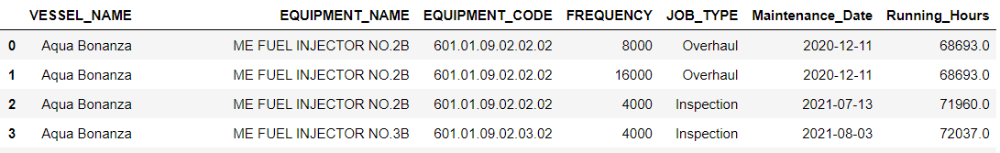 VESSEL_NAME EQUIPMENT_NAME EQUIPMENT_CODE FREQUENCY JOB_TYPE Maintenance_Date Running_Hours
0 Aqua Bonanza ME FUEL INJECTOR NO.2B 601.01.09.02.02.02 8000 Overhaul 2020-12-11 68693.0
1 Aqua Bonanza ME FUEL INJECTOR NO.2B 601.01.09.02.02.02 16000 Overhaul 2020-12-11 68693.0
2 Aqua Bonanza ME FUEL INJECTOR NO.2B 601.01.09.02.02.02 4000 Inspection 2021-07-13 71960.0
3 Aqua Bonanza ME FUEL INJECTOR NO.3B 601.01.09.02.03.02 4000 Inspection 2021-08-03 72037.0